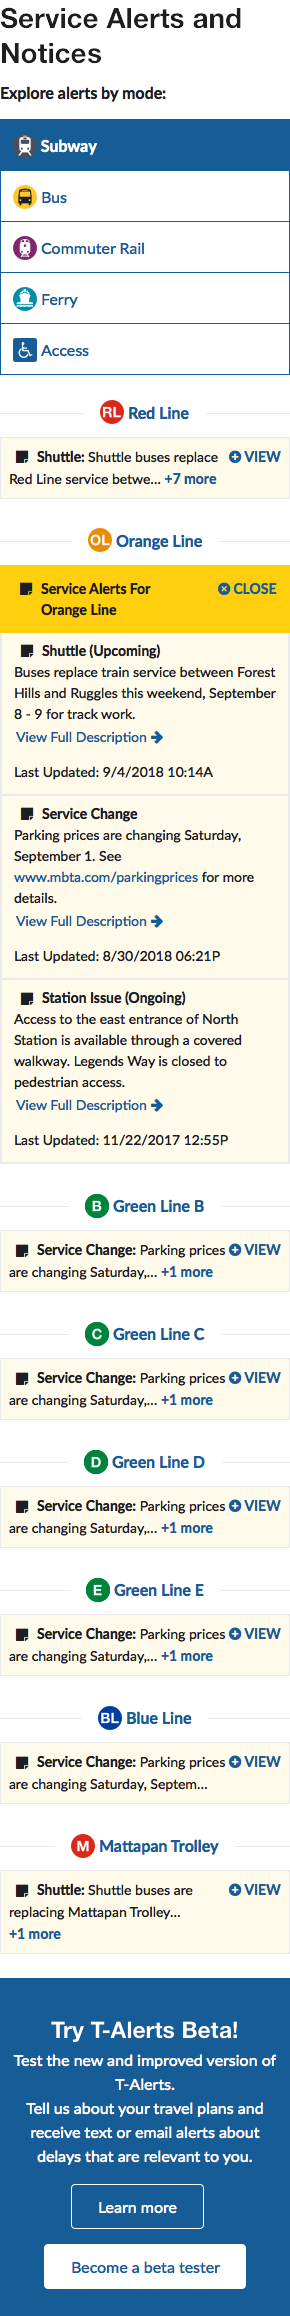 Service Alerts and
Notices
Explore alerts by mode:
Subway
Bus
Commuter Rail
Ferry
Access
RL Red Line
Shuttle: Shuttle buses replace VIEW
Red Line service betwe... +7 more
OL Orange Line
Service Alerts For CLOSE
Orange Line
Shuttle (Upcoming)
Buses replace train service between Forest
Hills and Ruggles this weekend, September
8 - 9 for track work.
View Full Description
Last Updated: 9/4/2018 10:14A
Service Change
Parking prices are changing Saturday,
September 1. See
www.mbta.com/parkingprices for more
details.
View Full Description
Last Updated: 8/30/2018 06:21P
Station Issue (Ongoing)
Access to the east entrance of North
Station is available through a covered
walkway. Legends Way is closed to
pedestrian access.
View Full Description
Last Updated: 11/22/2017 12:55P
B Green Line B
Service Change: Parking prices VIEW
are changing Saturday,... +1 more
C Green Line C
Service Change: Parking prices VIEW
are changing Saturday,... +1 more
D Green Line D
Service Change: Parking prices VIEW
are changing Saturday,... +1 more
E Green Line E
Service Change: Parking prices VIEW
are changing Saturday,... +1 more
BL Blue Line
Service Change: Parking prices VIEW
are changing Saturday, Septem...
M Mattapan Trolley
Shuttle: Shuttle buses are VIEW
replacing Mattapan Trolley...
+1 more
Try T-Alerts Beta!
Test the new and improved version of
T-Alerts.
Tell us about your travel plans and
receive text or email alerts about
delays that are relevant to you.
Learn more
Become a beta tester